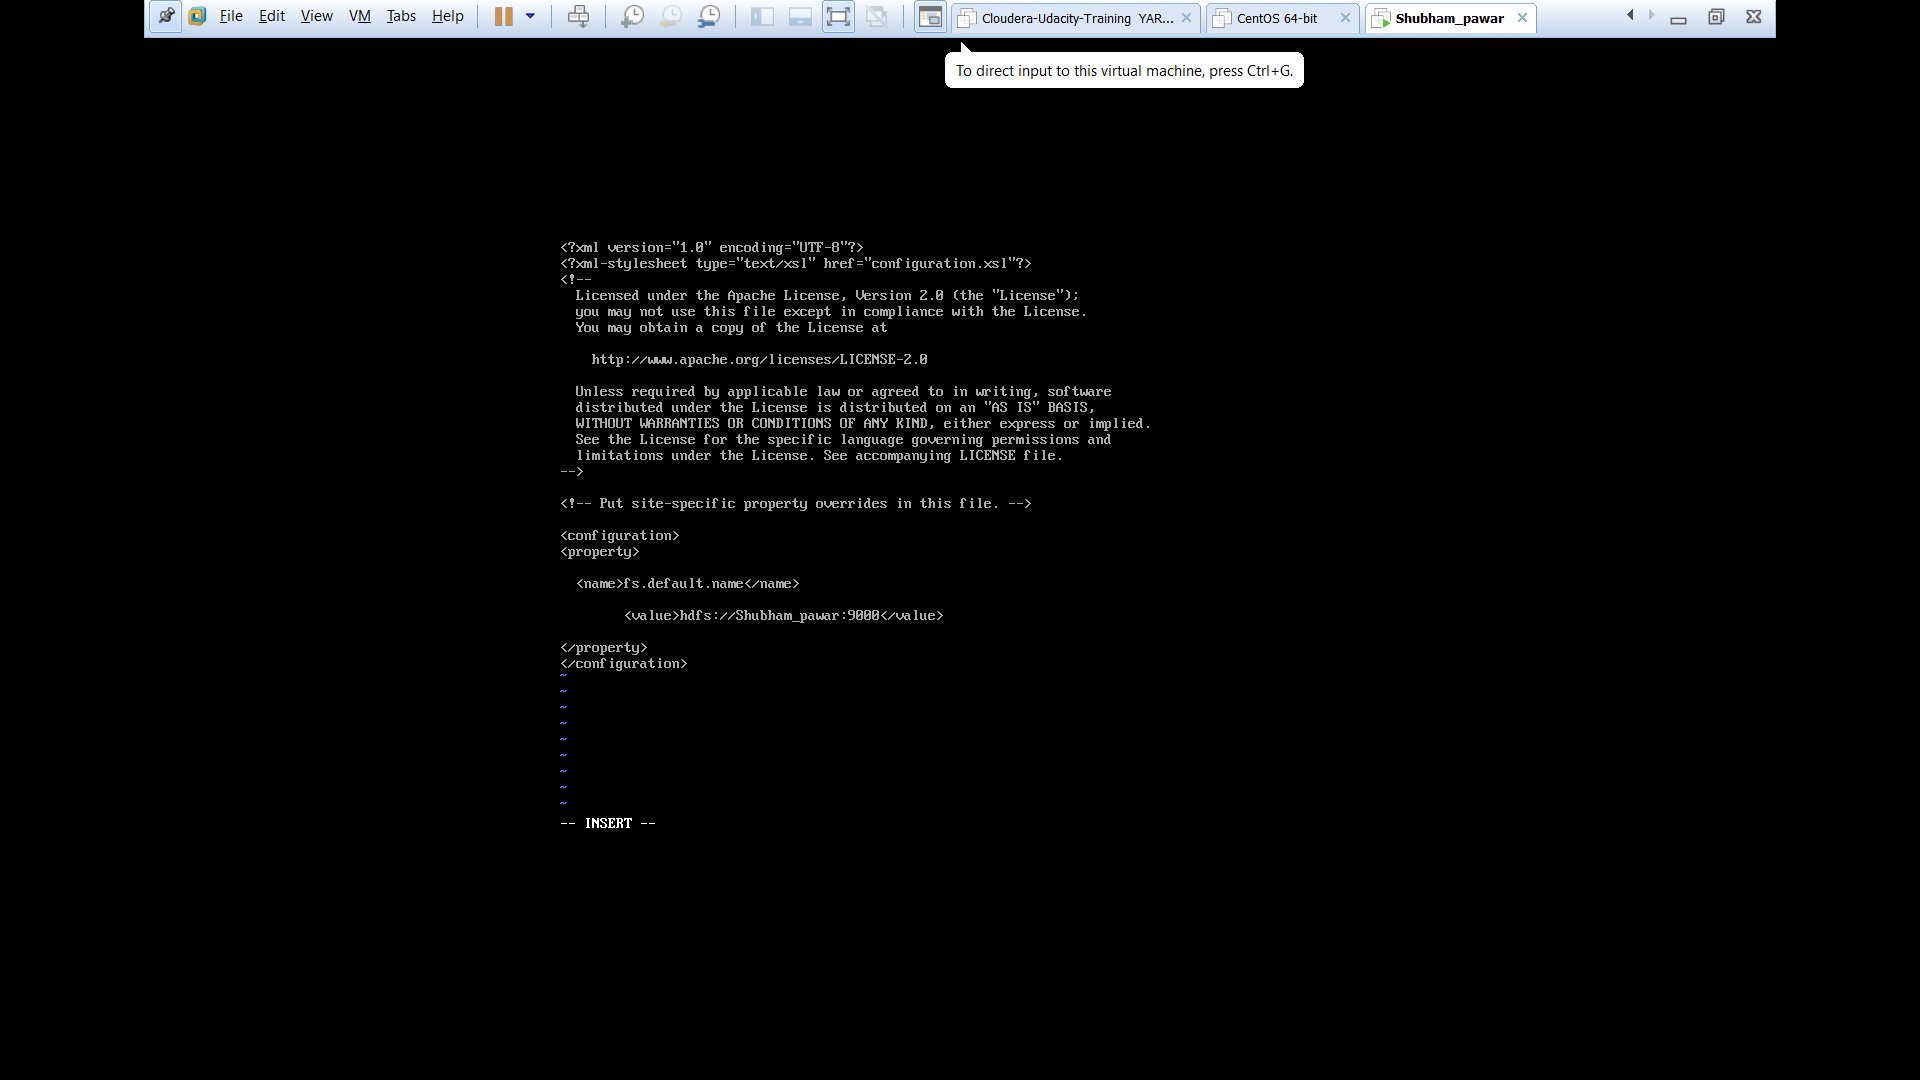 File Edit View VM Tabs Help Cloudera-Udacity-Training YAR... CentOS 64-bit Shubham_pawar
To direct input to this virtual machine, press Ctrl+G.
<?xml version="1.0" encoding="UTF-8"?>
<?xml-stylesheet type="text/xsl" href="configuration.xsl"?>
<!--
  Licensed under the Apache License, Version 2.0 (the "License");
  you may not use this file except in compliance with the License.
  You may obtain a copy of the License at
    http://www.apache.org/licenses/LICENSE-2.0
  Unless required by applicable law or agreed to in writing, software
  distributed under the License is distributed on an "AS IS" BASIS,
  WITHOUT WARRANTIES OR CONDITIONS OF ANY KIND, either express or implied.
  See the License for the specific language governing permissions and
  limitations under the License. See accompanying LICENSE file.
-->
<!-- Put site-specific property overrides in this file. -->
<configuration>
<property>
  <name>fs.default.name</name>
        <value>hdfs://Shubham_pawar:9000</value>
</property>
</configuration>
~
~
~
~
~
~
~
~
~
-- INSERT --